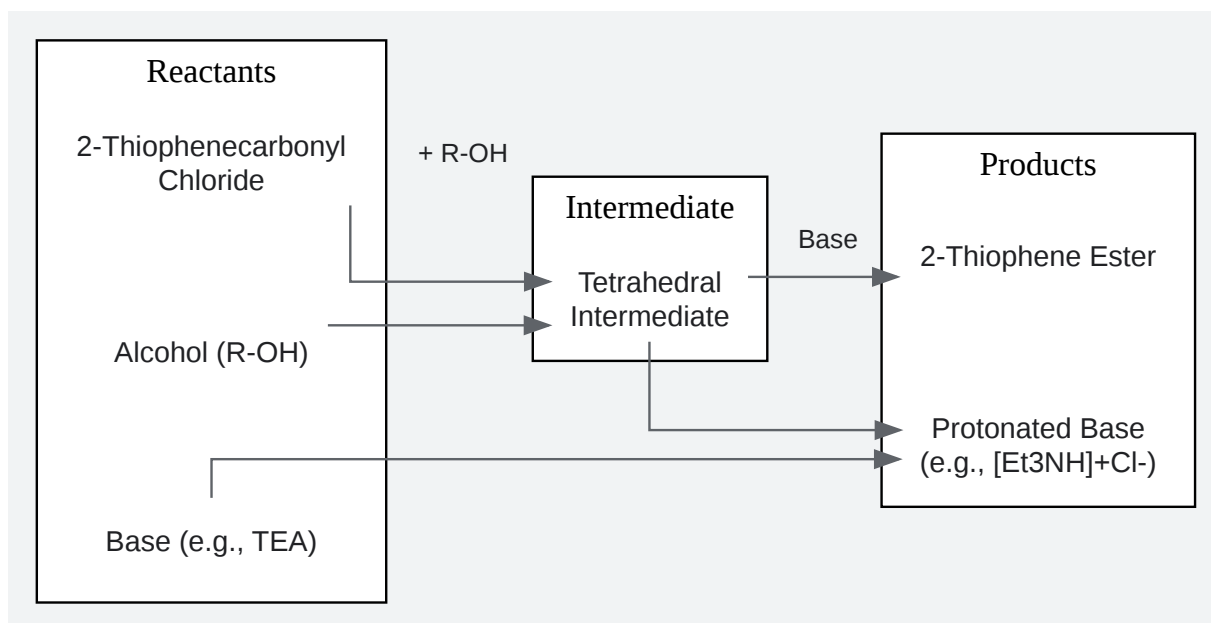 Reactants
2-Thiophenecarbonyl
Chloride
Alcohol (R-OH)
Base (e.g., TEA)
+ R-OH
Intermediate
Tetrahedral
Intermediate
Base
Products
2-Thiophene Ester
Protonated Base
(e.g., [Et3NH]+Cl-)